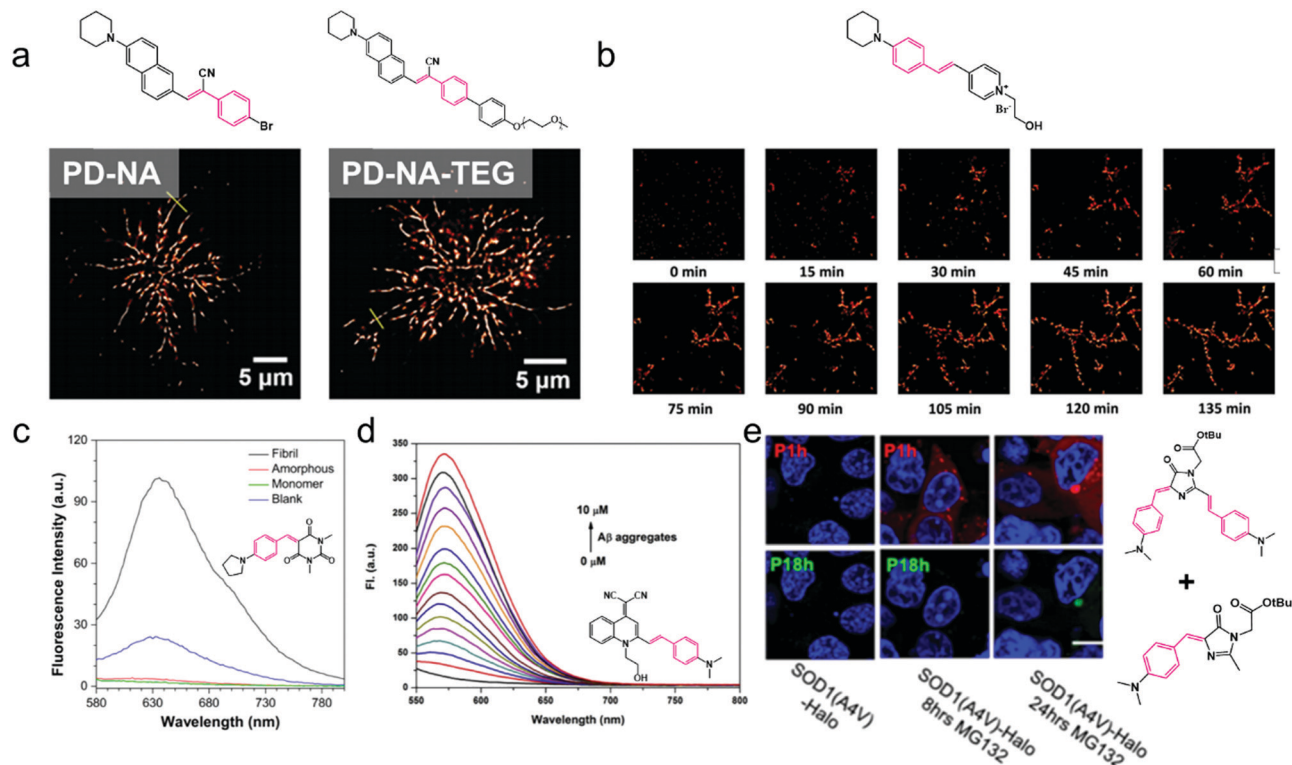 a
N
CN
Br
PD-NA
5 μm
N
CN
O
O
PD-NA-TEG
5 μm
b
N
N+
Br-
OH
0 min
15 min
30 min
45 min
60 min
75 min
90 min
105 min
120 min
135 min
c
Fluorescence Intensity (a.u.)
120
90
60
30
0
580
630
680
730
790
Wavelength (nm)
Fibril
Amorphous
Monomer
Blank
N
O
N
O
N
O
d
FI. (a.u.)
350
300
250
200
150
100
50
0
550
600
650
700
750
800
Wavelength (nm)
10 μM
Aβ aggregates
0 μM
NC
CN
N
OH
N
e
P1h
P1h
P18h
P18h
SOD1(A4V)
-Halo
SOD1(A4V)-Halo
8hrs MG132
SOD1(A4V)-Halo
24hrs MG132
O
OtBu
O
N
N
N
N
+
O
OtBu
O
N
N
N